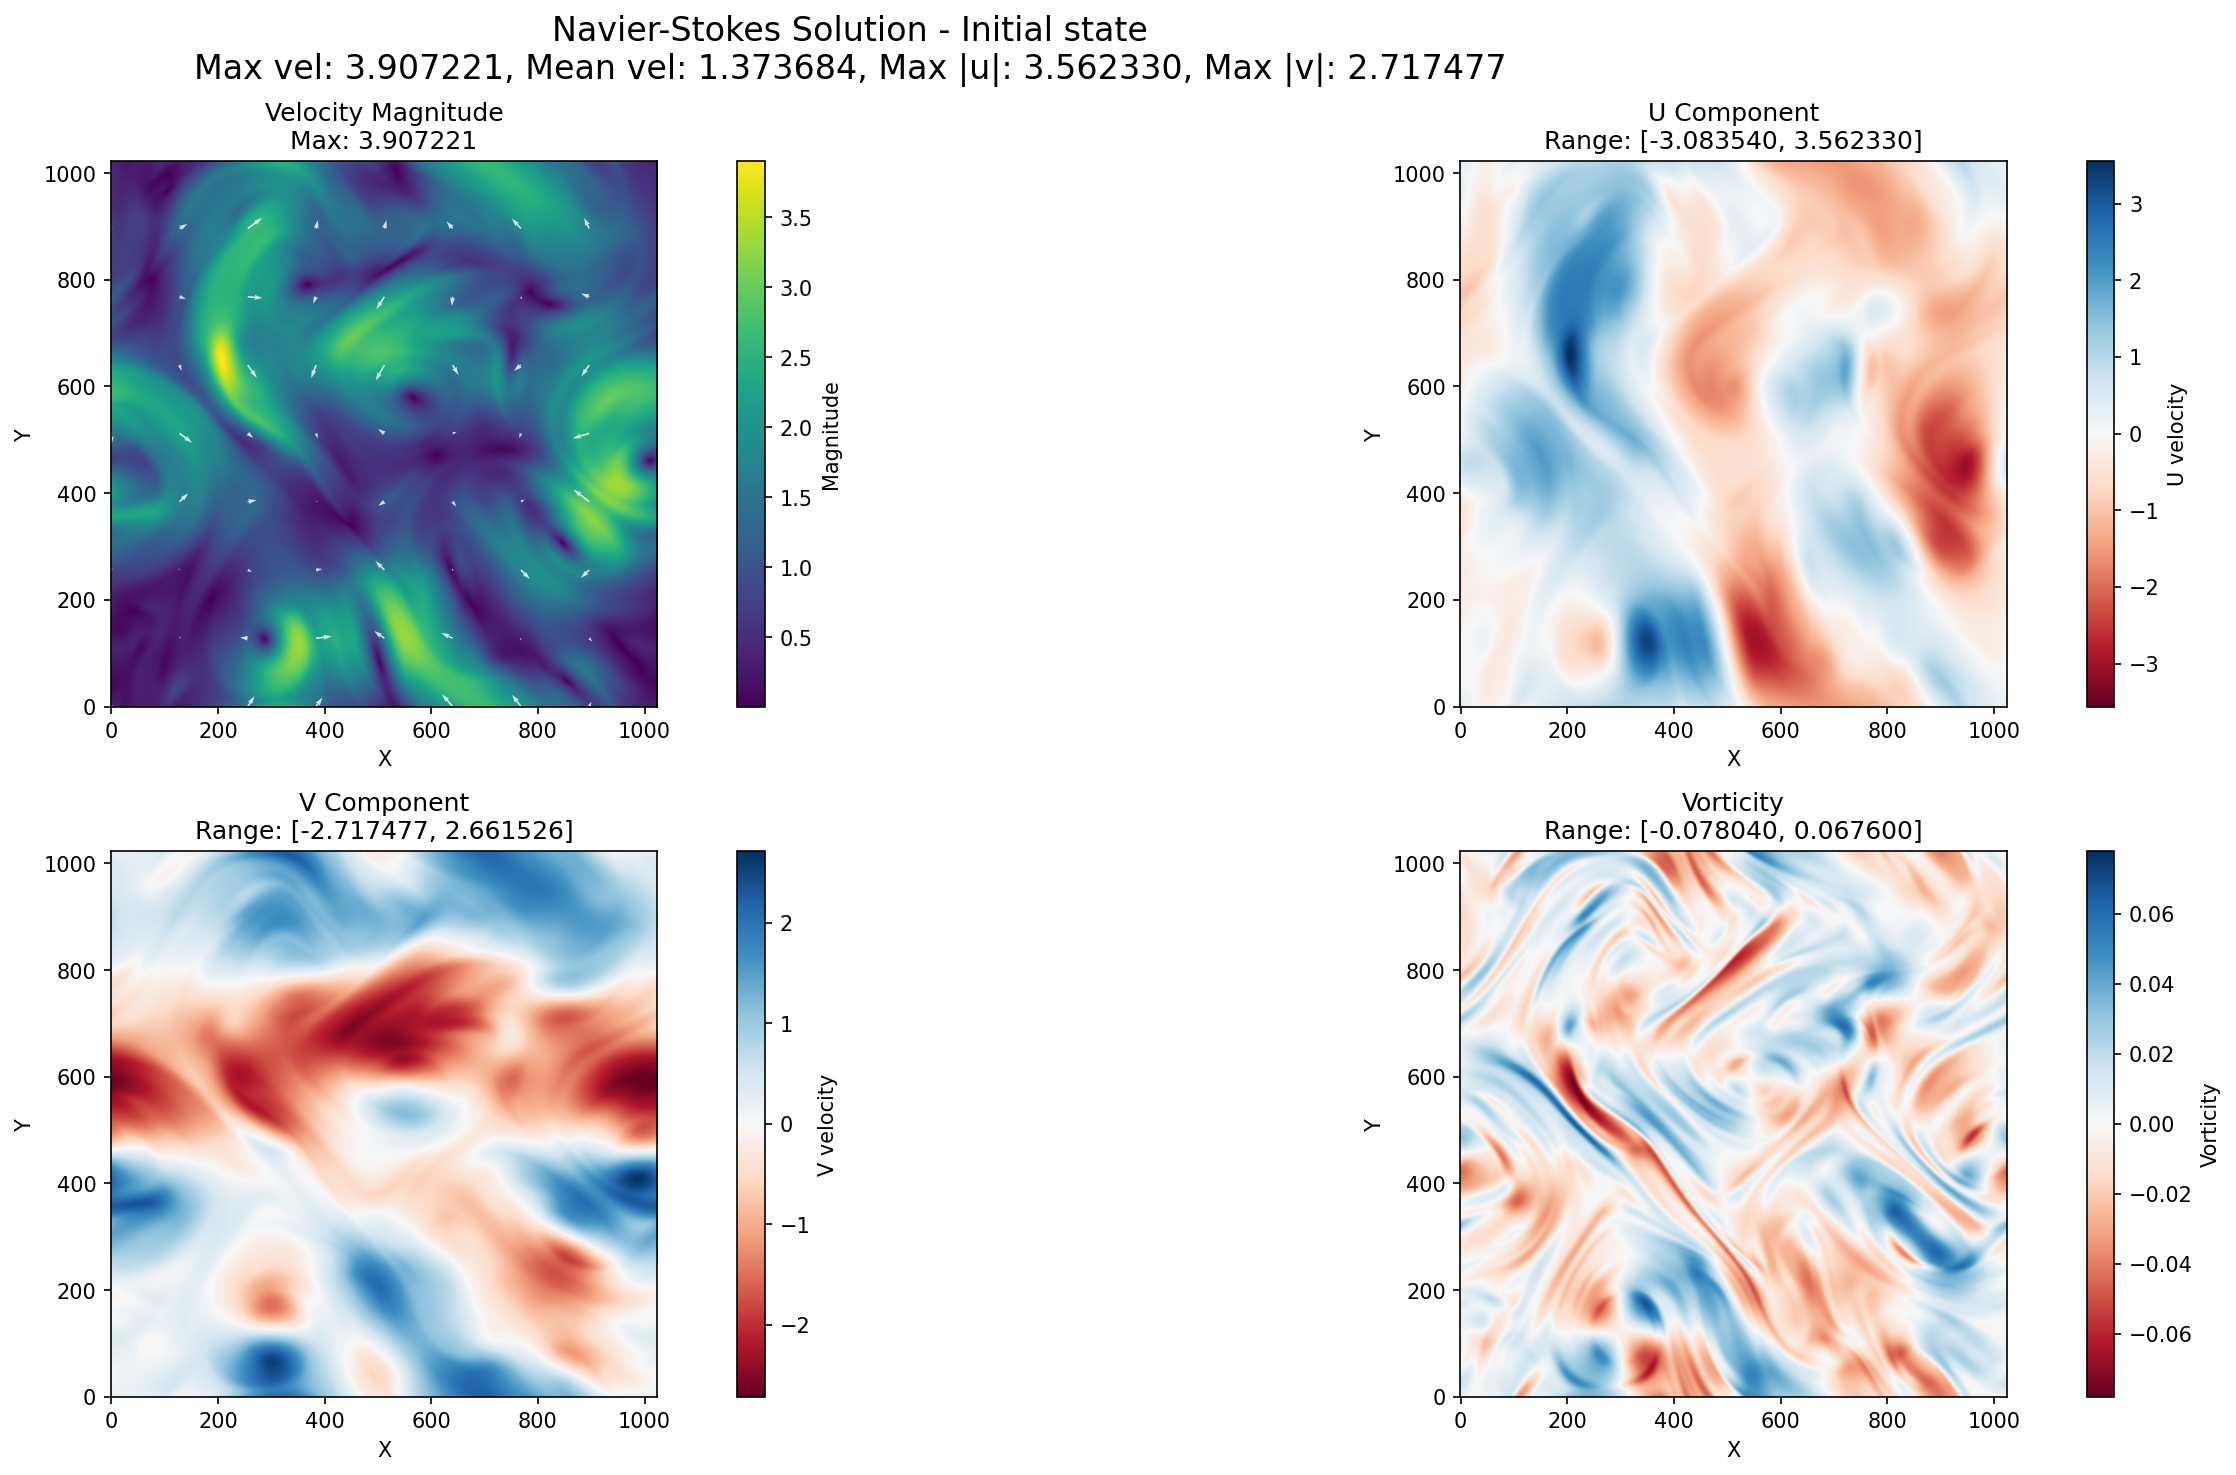 Navier-Stokes Solution - Initial state
Max vel: 3.907221, Mean vel: 1.373684, Max |u|: 3.562330, Max |v|: 2.717477
Velocity Magnitude
Max: 3.907221
1000
800
600
400
200
0
Y
0 200 400 600 800 1000
X
3.5
3.0
2.5
2.0
1.5
1.0
0.5
Magnitude
U Component
Range: [-3.083540, 3.562330]
1000
800
600
400
200
0
Y
0 200 400 600 800 1000
X
3
2
1
0
−1
−2
−3
U velocity
V Component
Range: [-2.717477, 2.661526]
1000
800
600
400
200
0
Y
0 200 400 600 800 1000
X
2
1
0
−1
−2
V velocity
Vorticity
Range: [-0.078040, 0.067600]
1000
800
600
400
200
0
Y
0 200 400 600 800 1000
X
0.06
0.04
0.02
0.00
−0.02
−0.04
−0.06
Vorticity